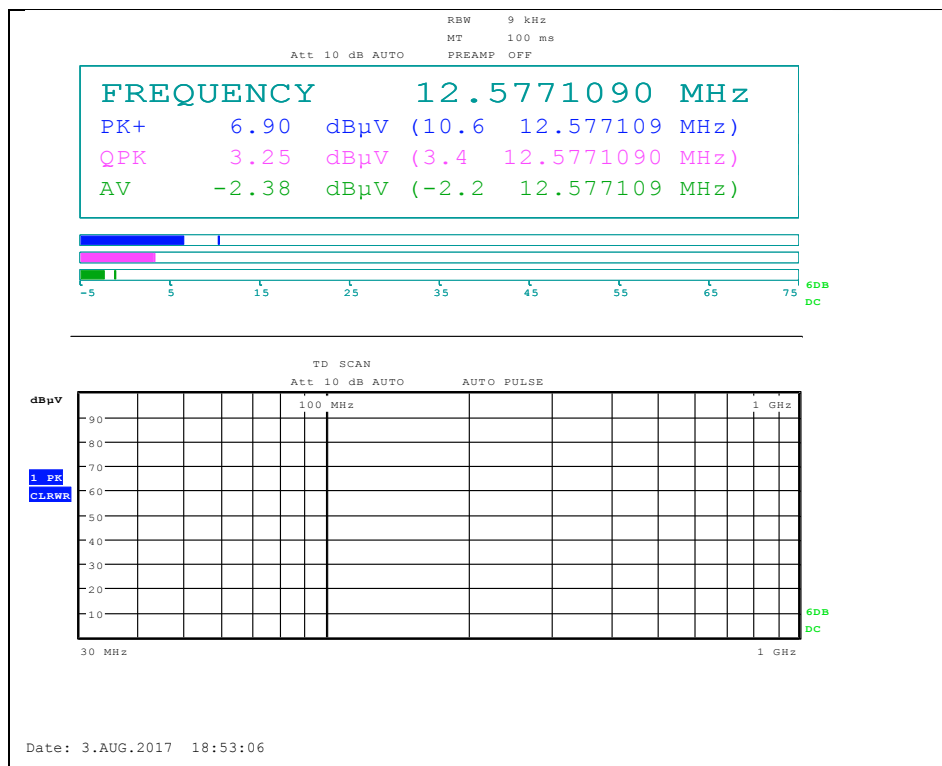 RBW 9 kHz
MT 100 ms
Att 10 dB AUTO PREAMP OFF
FREQUENCY 12.5771090 MHz
PK+ 6.90 dBµV (10.6 12.577109 MHz)
QPK 3.25 dBµV (3.4 12.5771090 MHz)
AV -2.38 dBµV (-2.2 12.577109 MHz)
-5 5 15 25 35 45 55 65 75
6DB
DC
TD SCAN
Att 10 dB AUTO AUTO PULSE
dBµV
100 MHz 1 GHz
90
80
70
1 PK
CLRWR
60
50
40
30
20
10
6DB
DC
30 MHz 1 GHz
Date: 3.AUG.2017 18:53:06